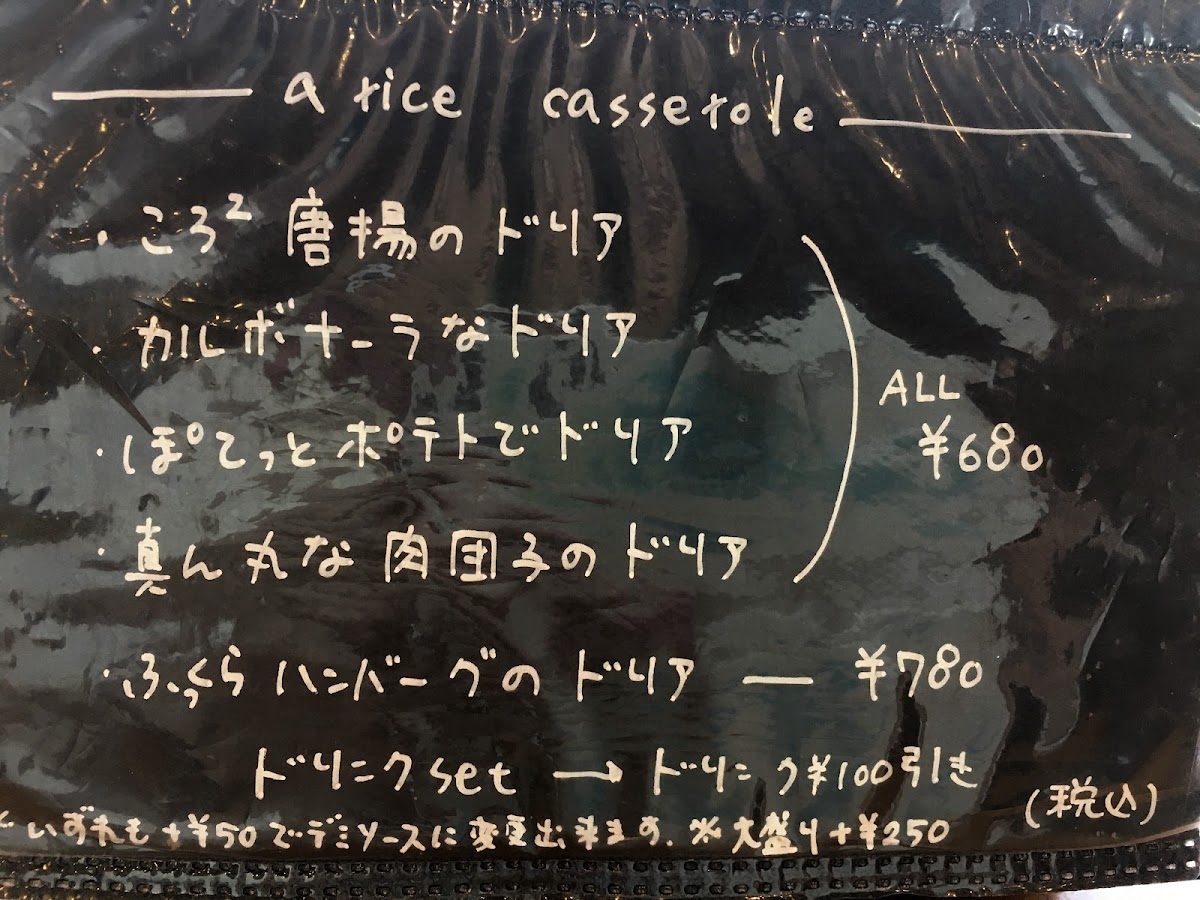 a rice casserole
・ころ² 唐揚のドリア
・カルボナーラなドリア
・ぽてっとポテトでドリア
・真ん丸な肉団子のドリア
ALL
¥680
・ふっくらハンバーグのドリア — ¥780
ドリンクset → ドリンク¥100引き
(税込)
※いずれも+¥50でデミソースに変更出来ます。※大盛り+¥250